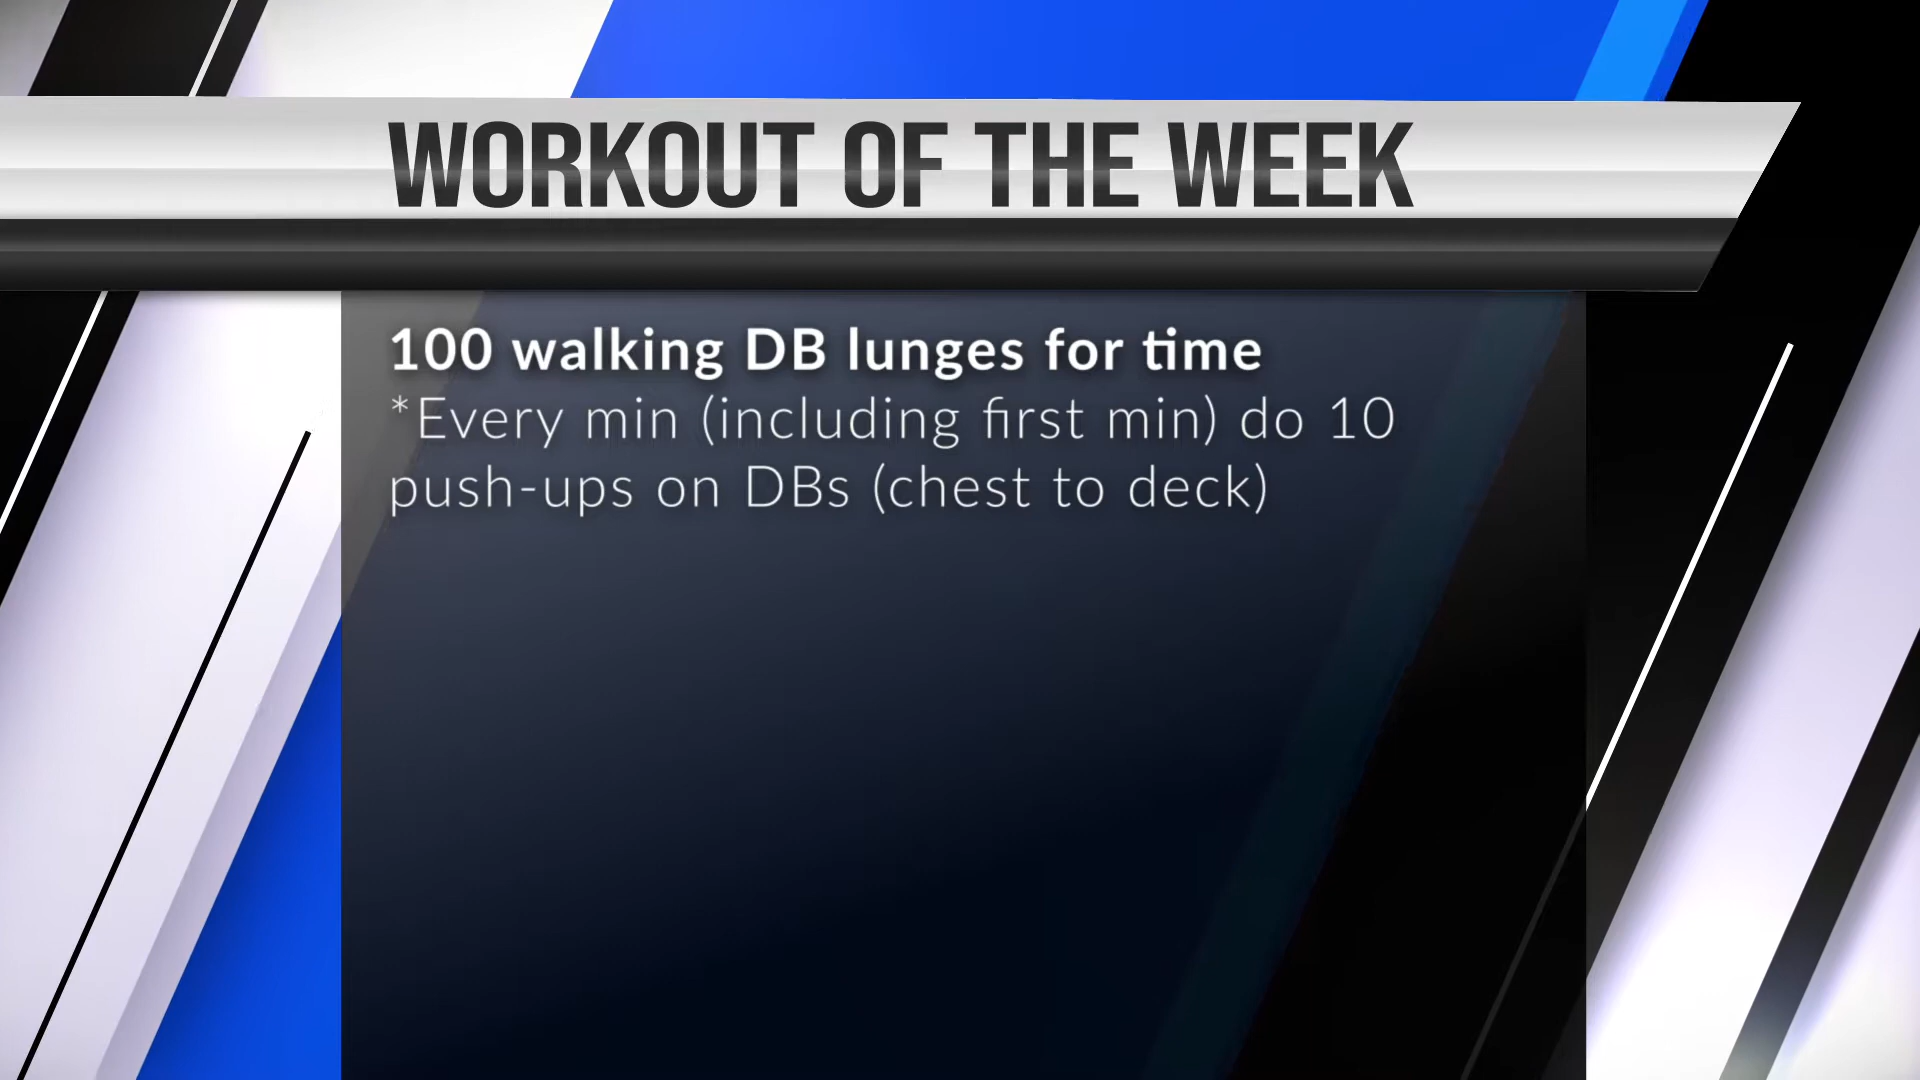 WORKOUT OF THE WEEK
100 walking DB lunges for time
*Every min (including first min) do 10
push-ups on DBs (chest to deck)